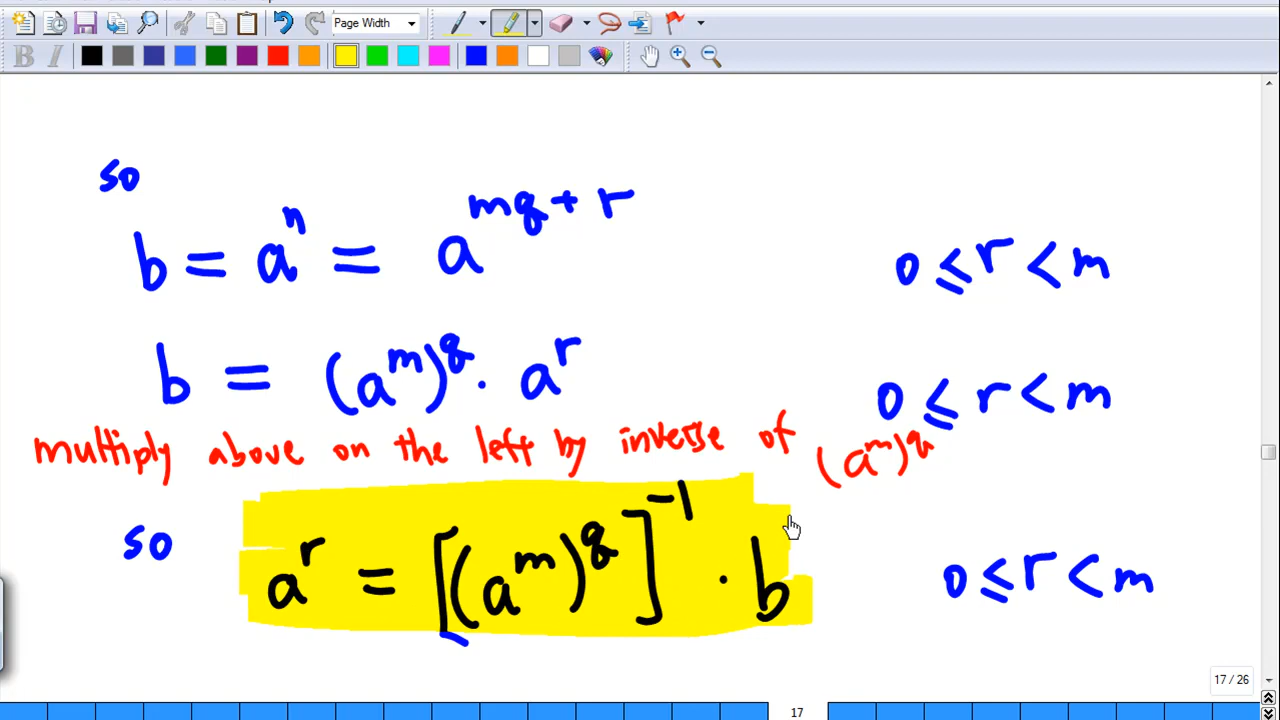 Page Width
B I
so
b = a^n = a^{mq + r}    0 ≤ r < m
b = (a^m)^q · a^r    0 ≤ r < m
multiply above on the left by inverse of (a^m)^q
so a^r = [(a^m)^q]^{-1} · b    0 ≤ r < m
17 / 26
17